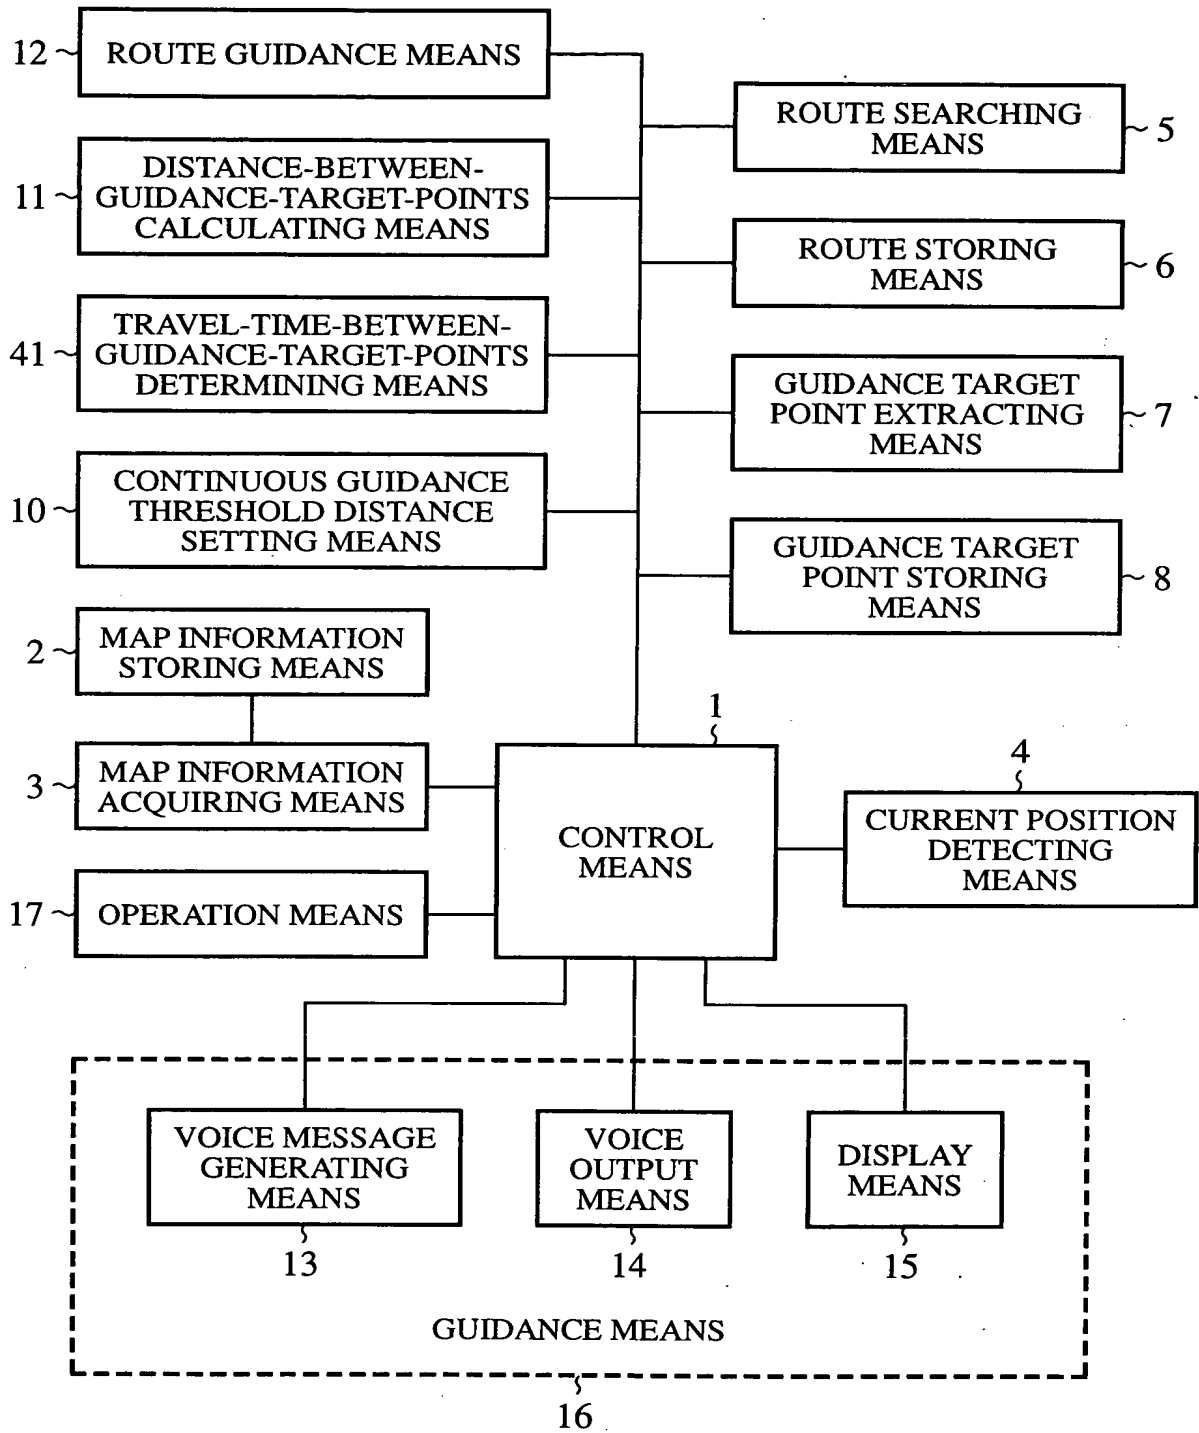 12
ROUTE GUIDANCE MEANS
ROUTE SEARCHING
MEANS
5
11
DISTANCE-BETWEEN-
GUIDANCE-TARGET-POINTS
CALCULATING MEANS
ROUTE STORING
MEANS
6
41
TRAVEL-TIME-BETWEEN-
GUIDANCE-TARGET-POINTS
DETERMINING MEANS
GUIDANCE TARGET
POINT EXTRACTING
MEANS
7
10
CONTINUOUS GUIDANCE
THRESHOLD DISTANCE
SETTING MEANS
GUIDANCE TARGET
POINT STORING
MEANS
8
2
MAP INFORMATION
STORING MEANS
1
3
MAP INFORMATION
ACQUIRING MEANS
4
CONTROL
MEANS
CURRENT POSITION
DETECTING
MEANS
17
OPERATION MEANS
VOICE MESSAGE
GENERATING
MEANS
13
VOICE
OUTPUT
MEANS
14
DISPLAY
MEANS
15
GUIDANCE MEANS
16